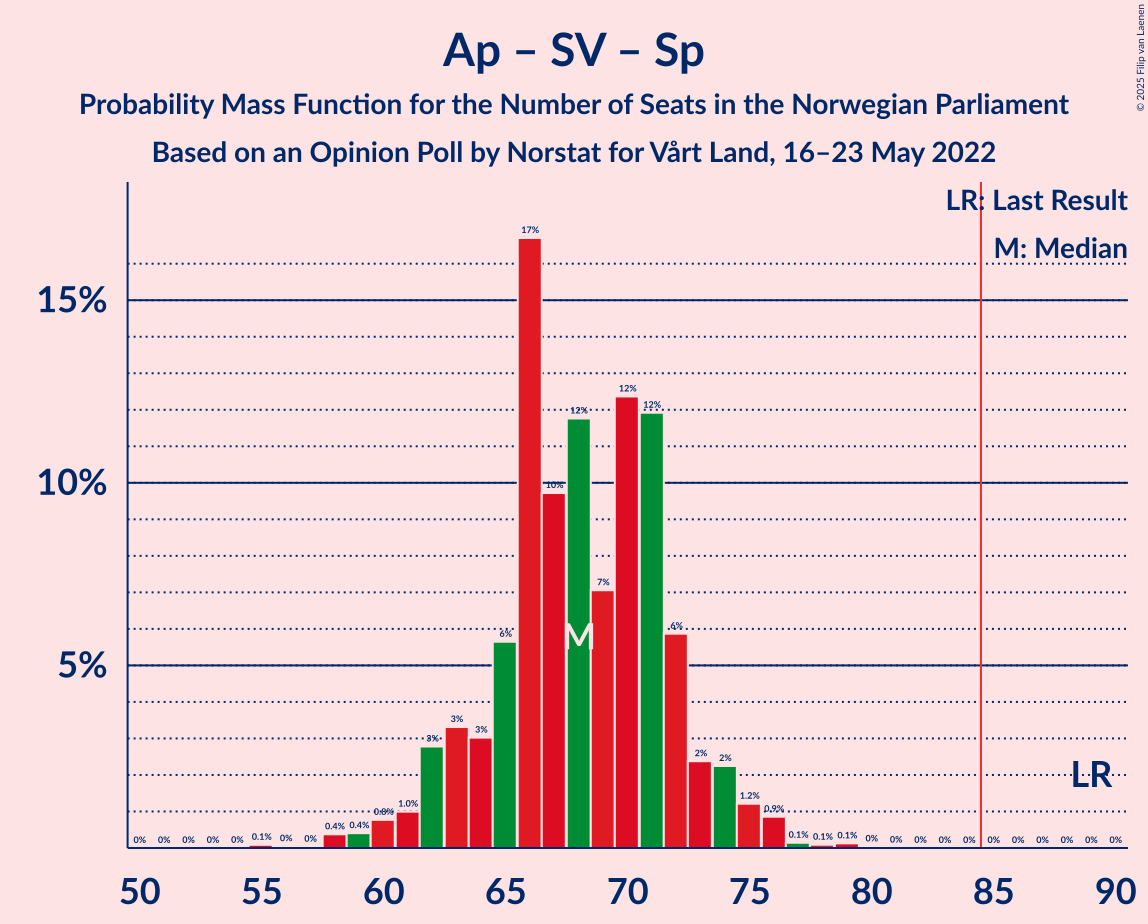 Ap – SV – Sp
Probability Mass Function for the Number of Seats in the Norwegian Parliament
Based on an Opinion Poll by Norstat for Vårt Land, 16–23 May 2022
© 2025 Filip van Laenen
LR: Last Result
M: Median
15%
10%
5%
0% 0% 0% 0% 0% 0.1% 0% 0% 0.4% 0.4% 0.8% 1.0% 3% 3% 3% 6% 17% 10% 12% 7% 12% 12% 6% 2% 2% 1.2% 0.9% 0.1% 0.1% 0.1% 0% 0% 0% 0% 0% 0% 0% 0% 0% 0% 0%
M
LR
50 55 60 65 70 75 80 85 90